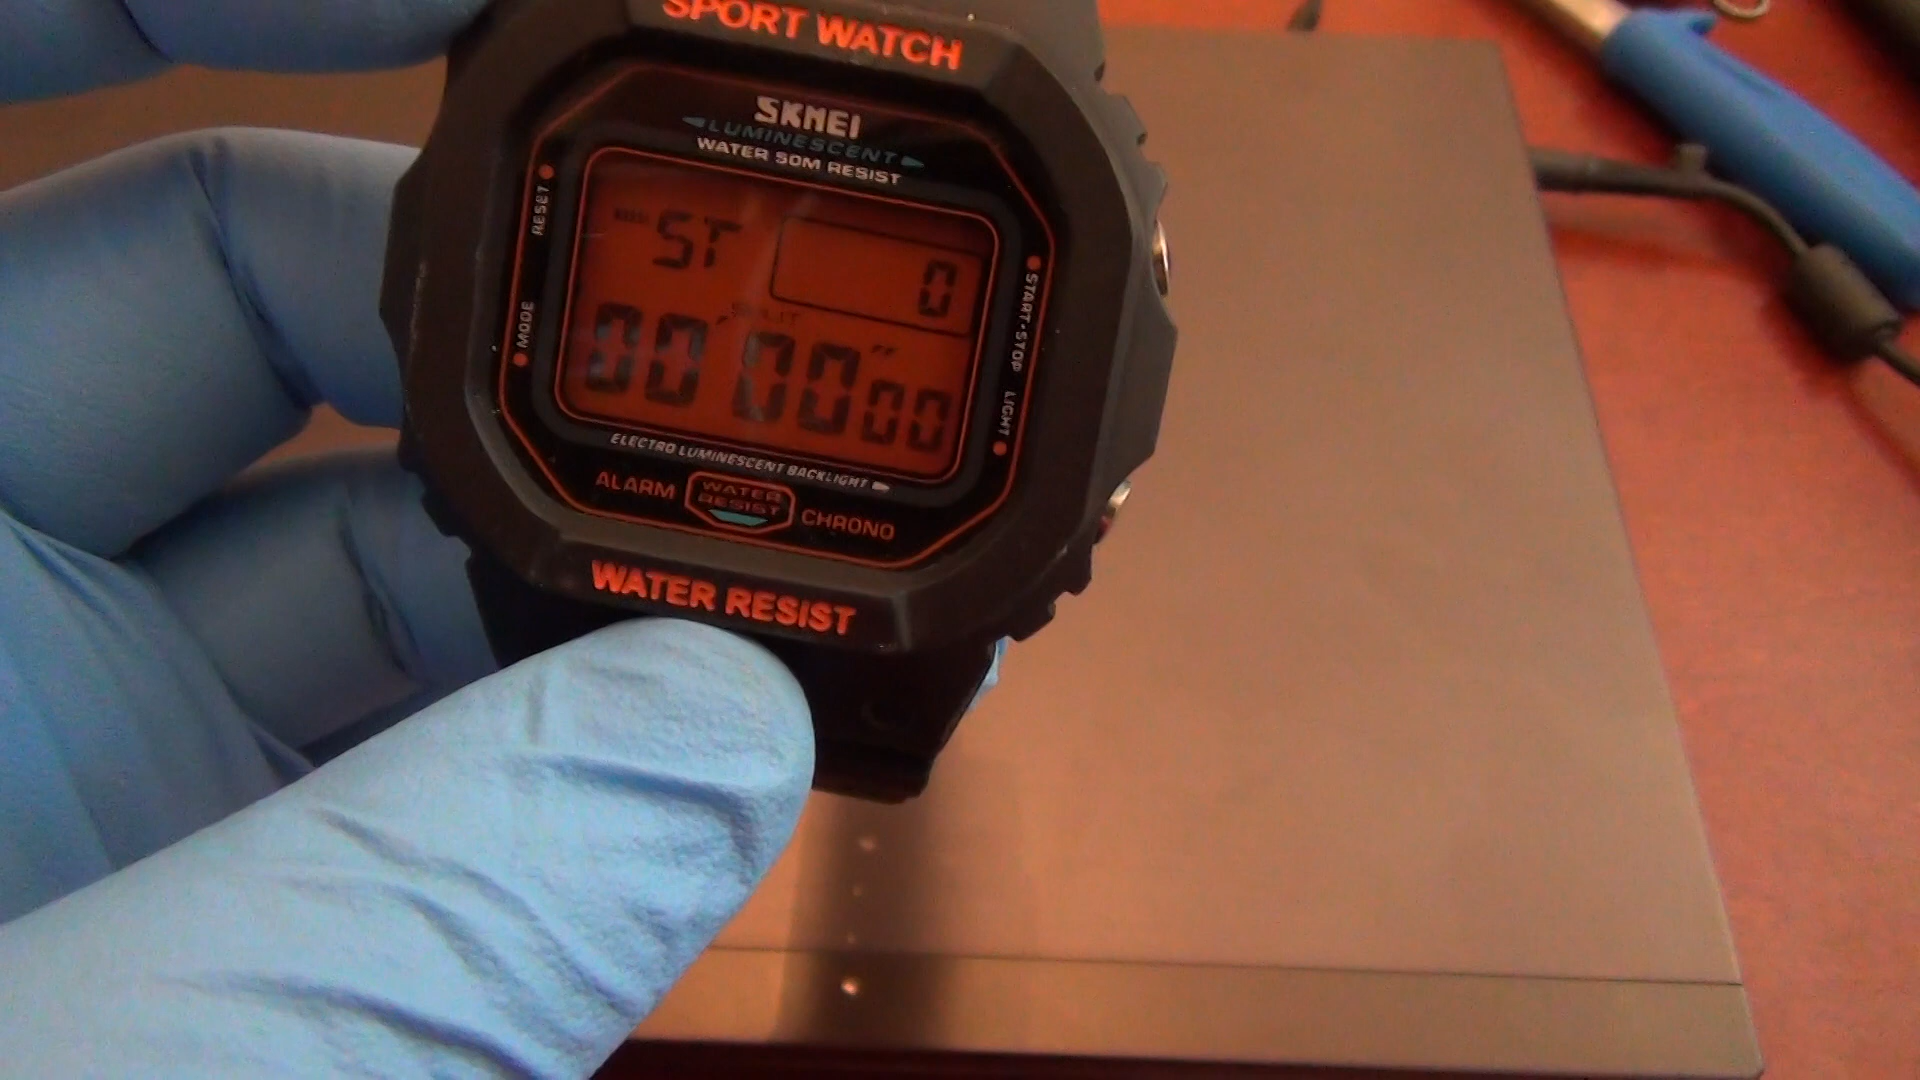 SPORT WATCH
SKMEI
LUMINESCENT
WATER 50M RESIST
RESET
MODE
ST
0
SPLIT
00'00"00
START·STOP
LIGHT
ELECTRO LUMINESCENT BACKLIGHT
ALARM
WATER
RESIST
CHRONO
WATER RESIST